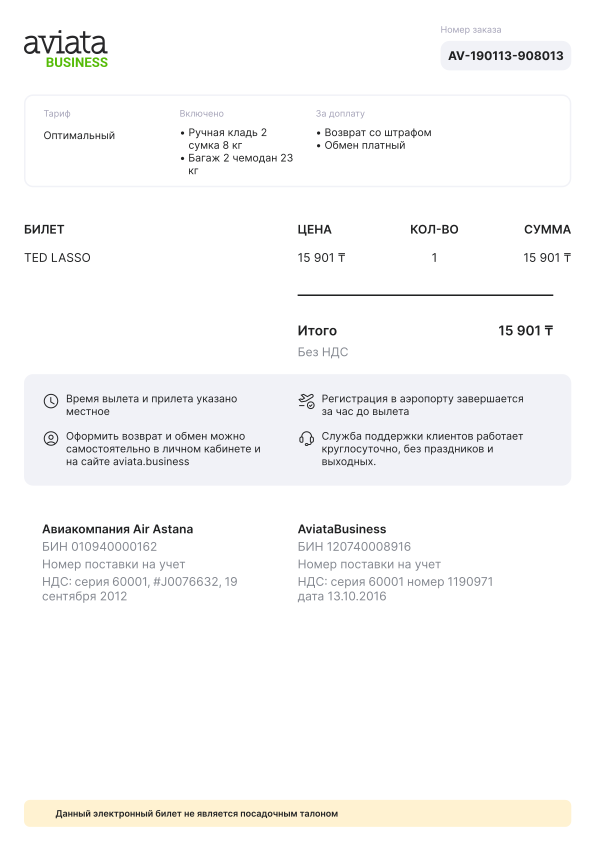 aviata
BUSINESS
Номер заказа
AV-190113-908013
Тариф
Оптимальный
Включено
• Ручная кладь 2
сумка 8 кг
• Багаж 2 чемодан 23
кг
За доплату
• Возврат со штрафом
• Обмен платный
БИЛЕТ ЦЕНА КОЛ-ВО СУММА
TED LASSO 15 901 ₸ 1 15 901 ₸
Итого 15 901 ₸
Без НДС
Время вылета и прилета указано
местное
Регистрация в аэропорту завершается
за час до вылета
Оформить возврат и обмен можно
самостоятельно в личном кабинете и
на сайте aviata.business
Служба поддержки клиентов работает
круглосуточно, без праздников и
выходных.
Авиакомпания Air Astana
БИН 010940000162
Номер поставки на учет
НДС: серия 60001, #J0076632, 19
сентября 2012
AviataBusiness
БИН 120740008916
Номер поставки на учет
НДС: серия 60001 номер 1190971
дата 13.10.2016
Данный электронный билет не является посадочным талоном